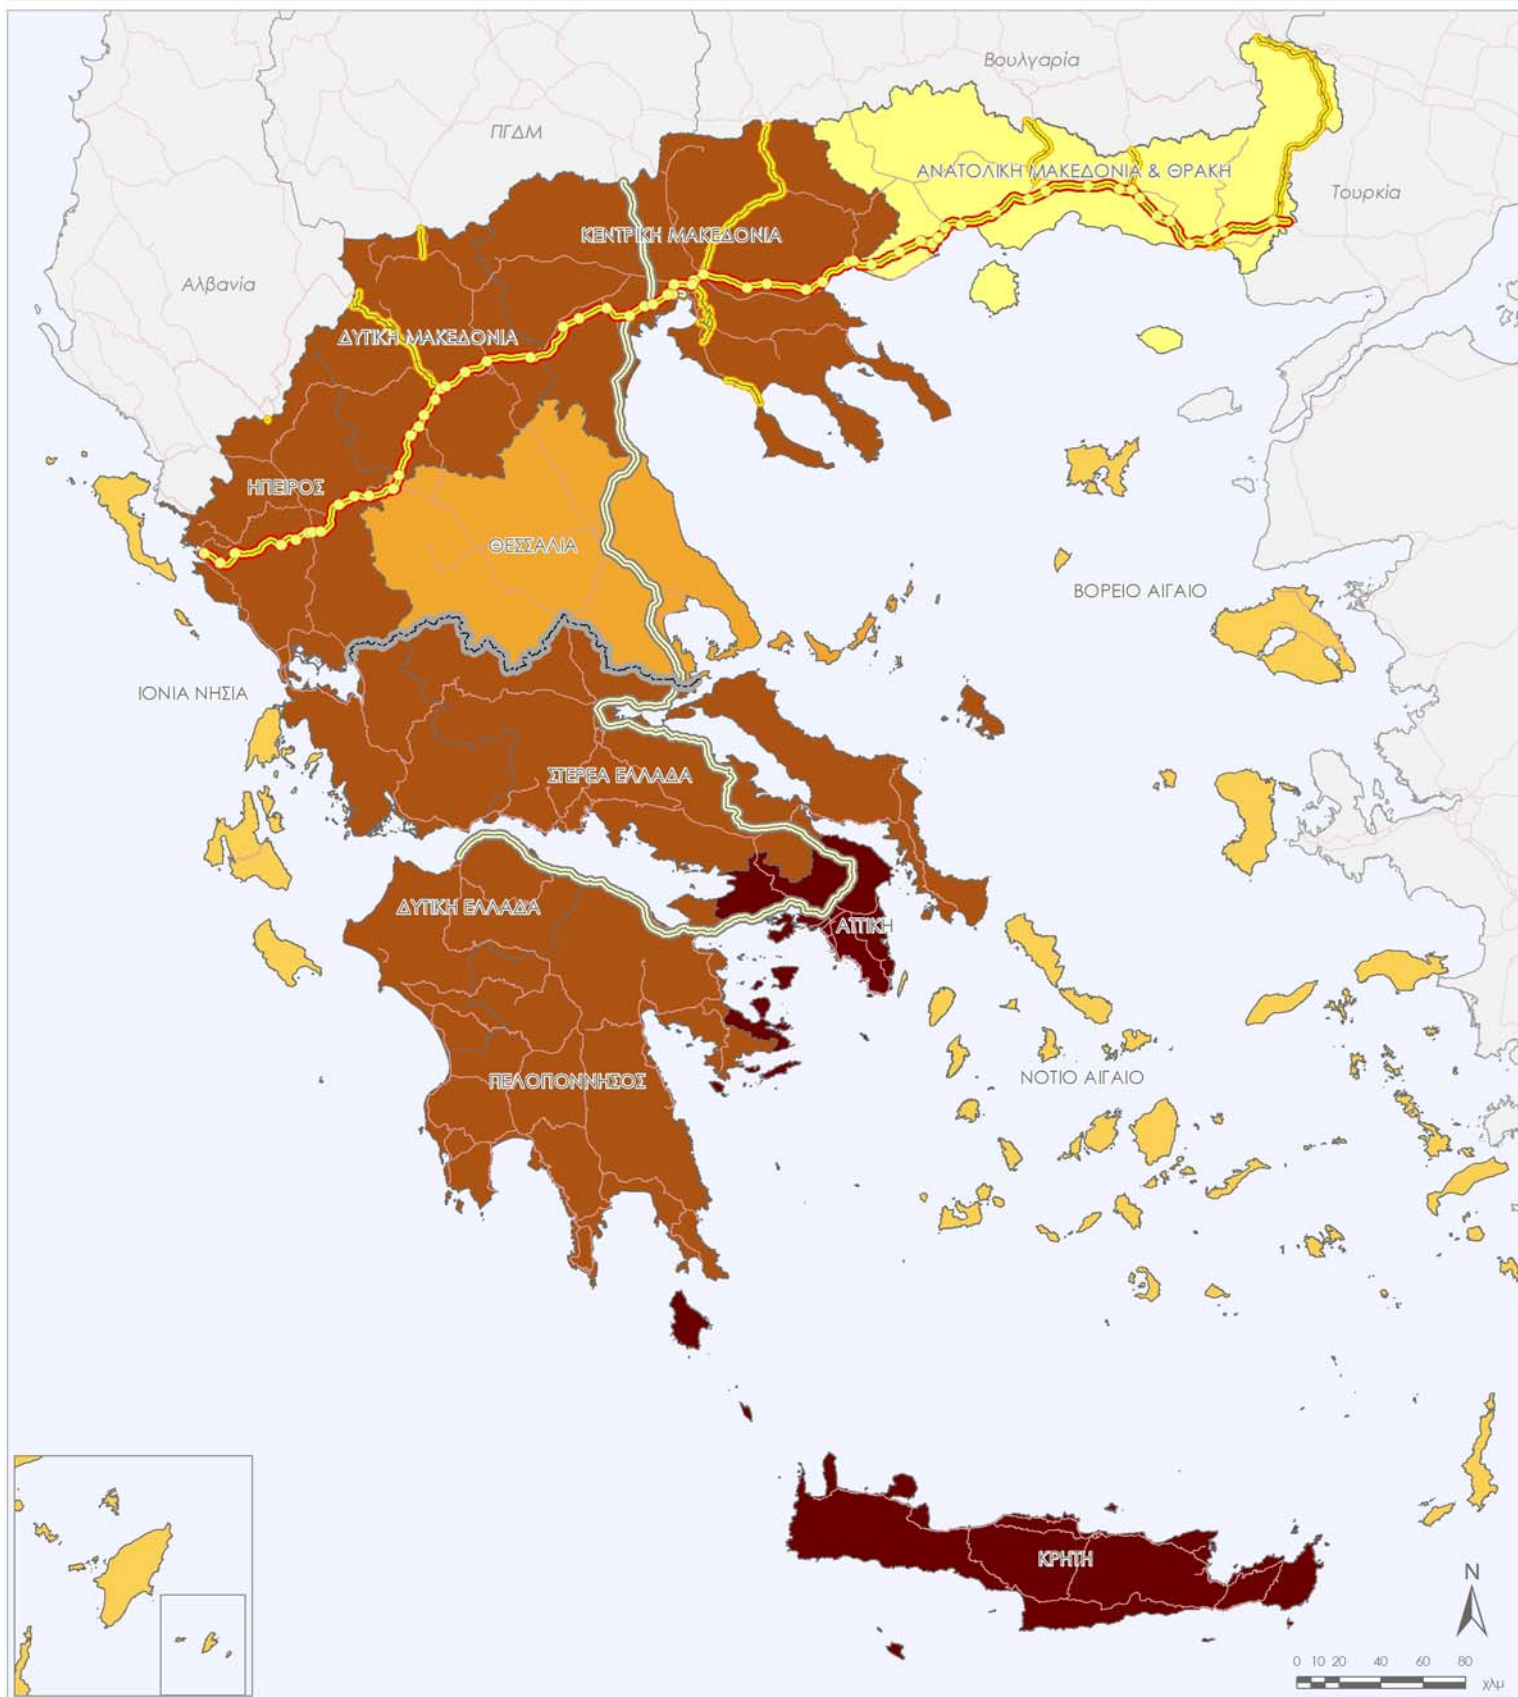 Βουλγαρία
ΠΓΔΜ
ΑΝΑΤΟΛΙΚΗ ΜΑΚΕΔΟΝΙΑ & ΘΡΑΚΗ
Τουρκία
ΚΕΝΤΡΙΚΗ ΜΑΚΕΔΟΝΙΑ
Αλβανία
ΔΥΤΙΚΗ ΜΑΚΕΔΟΝΙΑ
ΗΠΕΙΡΟΣ
ΘΕΣΣΑΛΙΑ
ΒΟΡΕΙΟ ΑΙΓΑΙΟ
ΙΟΝΙΑ ΝΗΣΙΑ
ΣΤΕΡΕΑ ΕΛΛΑΔΑ
ΔΥΤΙΚΗ ΕΛΛΑΔΑ
ΑΤΤΙΚΗ
ΝΟΤΙΟ ΑΙΓΑΙΟ
ΠΕΛΟΠΟΝΝΗΣΟΣ
ΚΡΗΤΗ
N
0 10 20 40 60 80
χλμ